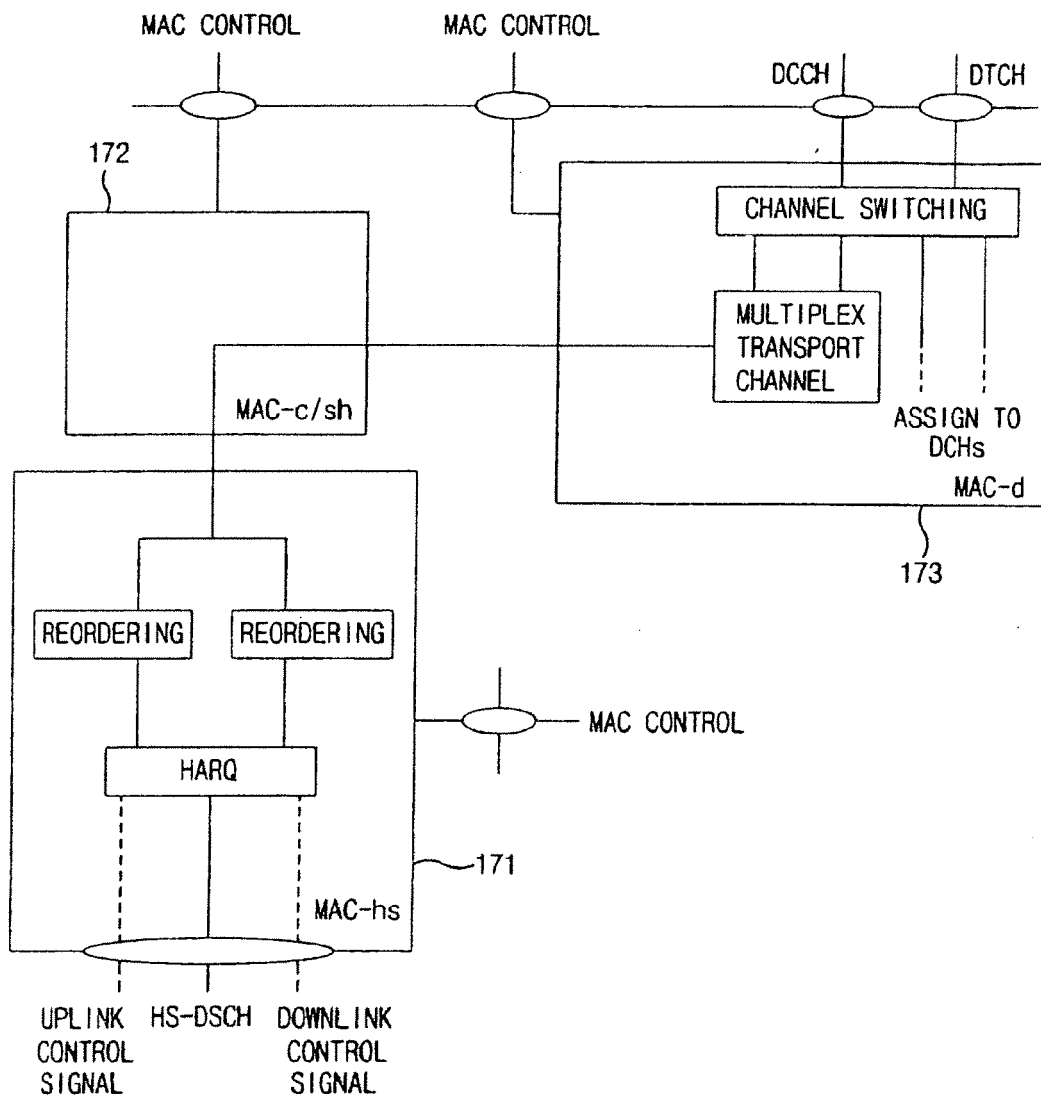 MAC CONTROL
MAC CONTROL
DCCH
DTCH
172
CHANNEL SWITCHING
MULTIPLEX
TRANSPORT
CHANNEL
MAC-c/sh
ASSIGN TO
DCHs
MAC-d
173
REORDERING
REORDERING
MAC CONTROL
HARQ
171
MAC-hs
UPLINK
CONTROL
SIGNAL
HS-DSCH
DOWNLINK
CONTROL
SIGNAL